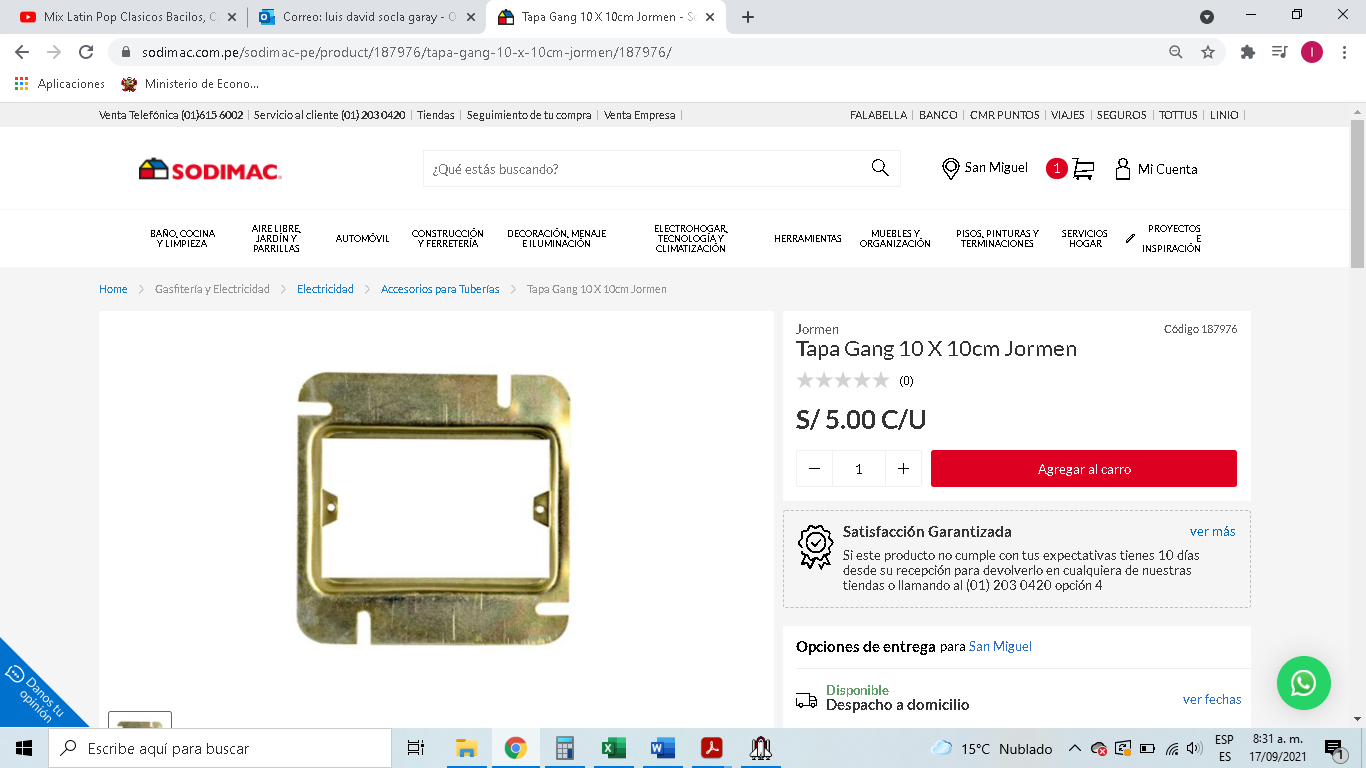 Mix Latin Pop Clasicos Bacilos, C
Correo: luis david socla garay - O
Tapa Gang 10 X 10cm Jormen - So
sodimac.com.pe/sodimac-pe/product/187976/tapa-gang-10-x-10cm-jormen/187976/
I
Aplicaciones
Ministerio de Econo...
Venta Telefónica (01)615 6002
Servicio al cliente (01) 203 0420
Tiendas
Seguimiento de tu compra
Venta Empresa
FALABELLA
BANCO
CMR PUNTOS
VIAJES
SEGUROS
TOTTUS
LINIO
SODIMAC
¿Qué estás buscando?
San Miguel
1
Mi Cuenta
BAÑO, COCINA
Y LIMPIEZA
AIRE LIBRE,
JARDÍN Y
PARRILLAS
AUTOMÓVIL
CONSTRUCCIÓN
Y FERRETERÍA
DECORACIÓN, MENAJE
E ILUMINACIÓN
ELECTROHOGAR,
TECNOLOGÍA Y
CLIMATIZACIÓN
HERRAMIENTAS
MUEBLES Y
ORGANIZACIÓN
PISOS, PINTURAS Y
TERMINACIONES
SERVICIOS
HOGAR
PROYECTOS
E
INSPIRACIÓN
Home
Gasfitería y Electricidad
Electricidad
Accesorios para Tuberías
Tapa Gang 10 X 10cm Jormen
Jormen
Código 187976
Tapa Gang 10 X 10cm Jormen
(0)
S/ 5.00 C/U
1
Agregar al carro
Satisfacción Garantizada
ver más
Si este producto no cumple con tus expectativas tienes 10 días
desde su recepción para devolverlo en cualquiera de nuestras
tiendas o llamando al (01) 203 0420 opción 4
Opciones de entrega para San Miguel
Disponible
Despacho a domicilio
ver fechas
Danos tu
opinión
Escribe aquí para buscar
15°C Nublado
ESP
ES
8:31 a. m.
17/09/2021
1